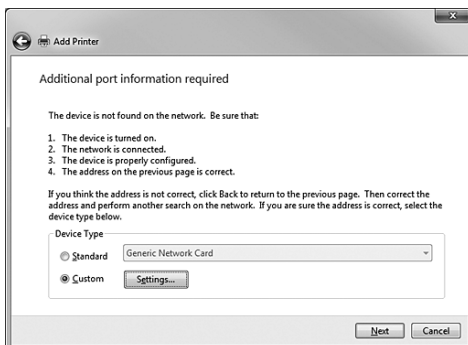 Add Printer
Additional port information required
The device is not found on the network. Be sure that:
1. The device is turned on.
2. The network is connected.
3. The device is properly configured.
4. The address on the previous page is correct.
If you think the address is not correct, click Back to return to the previous page. Then correct the
address and perform another search on the network. If you are sure the address is correct, select the
device type below.
Device Type
Standard
Generic Network Card
Custom
Settings...
Next
Cancel